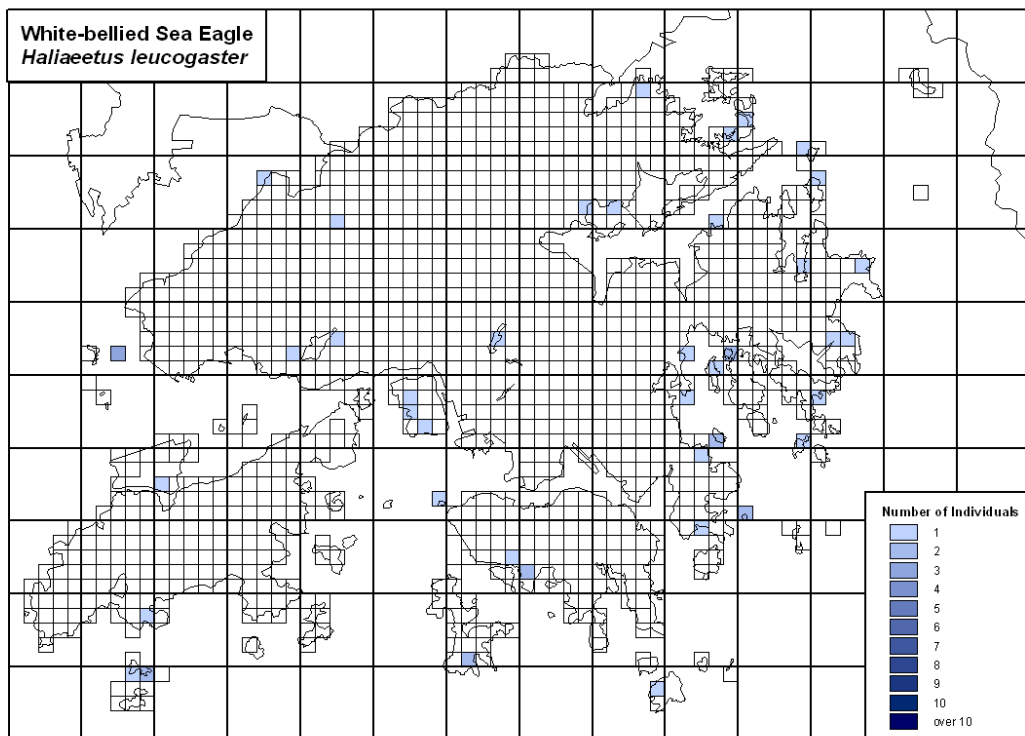 White-bellied Sea Eagle
Haliaeetus leucogaster
Number of Individuals
1
2
3
4
5
6
7
8
9
10
over 10